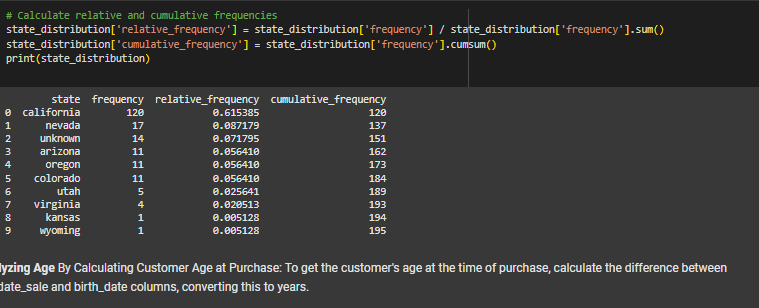 # Calculate relative and cumulative frequencies
state_distribution['relative_frequency'] = state_distribution['frequency'] / state_distribution['frequency'].sum()
state_distribution['cumulative_frequency'] = state_distribution['frequency'].cumsum()
print(state_distribution)
state frequency relative_frequency cumulative_frequency
0 california 120 0.615385 120
1 nevada 17 0.087179 137
2 unknown 14 0.071795 151
3 arizona 11 0.056410 162
4 oregon 11 0.056410 173
5 colorado 11 0.056410 184
6 utah 5 0.025641 189
7 virginia 4 0.020513 193
8 kansas 1 0.005128 194
9 wyoming 1 0.005128 195
lyzing Age By Calculating Customer Age at Purchase: To get the customer's age at the time of purchase, calculate the difference between
date_sale and birth_date columns, converting this to years.